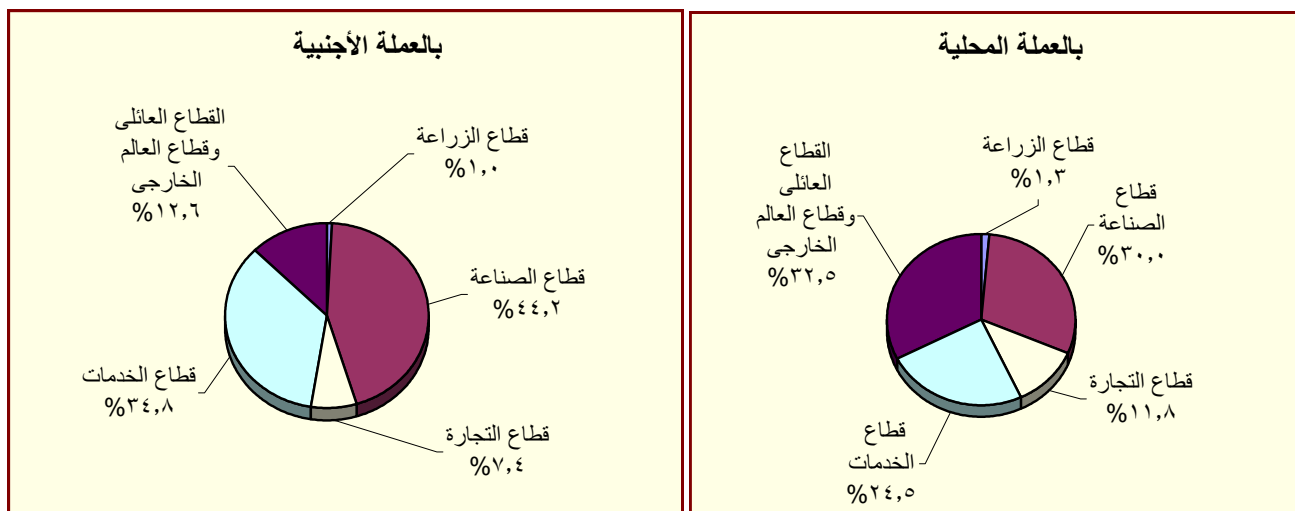 بالعملة المحلية
قطاع الزراعة
%١,٣
قطاع
الصناعة
%٣٠,٠
قطاع التجارة
%١١,٨
قطاع
الخدمات
%٢٤,٥
القطاع
العائلى
وقطاع العالم
الخارجى
%٣٢,٥
بالعملة الأجنبية
قطاع الزراعة
%١,٠
قطاع الصناعة
%٤٤,٢
قطاع التجارة
%٧,٤
قطاع الخدمات
%٣٤,٨
القطاع العائلى
وقطاع العالم
الخارجى
%١٢,٦